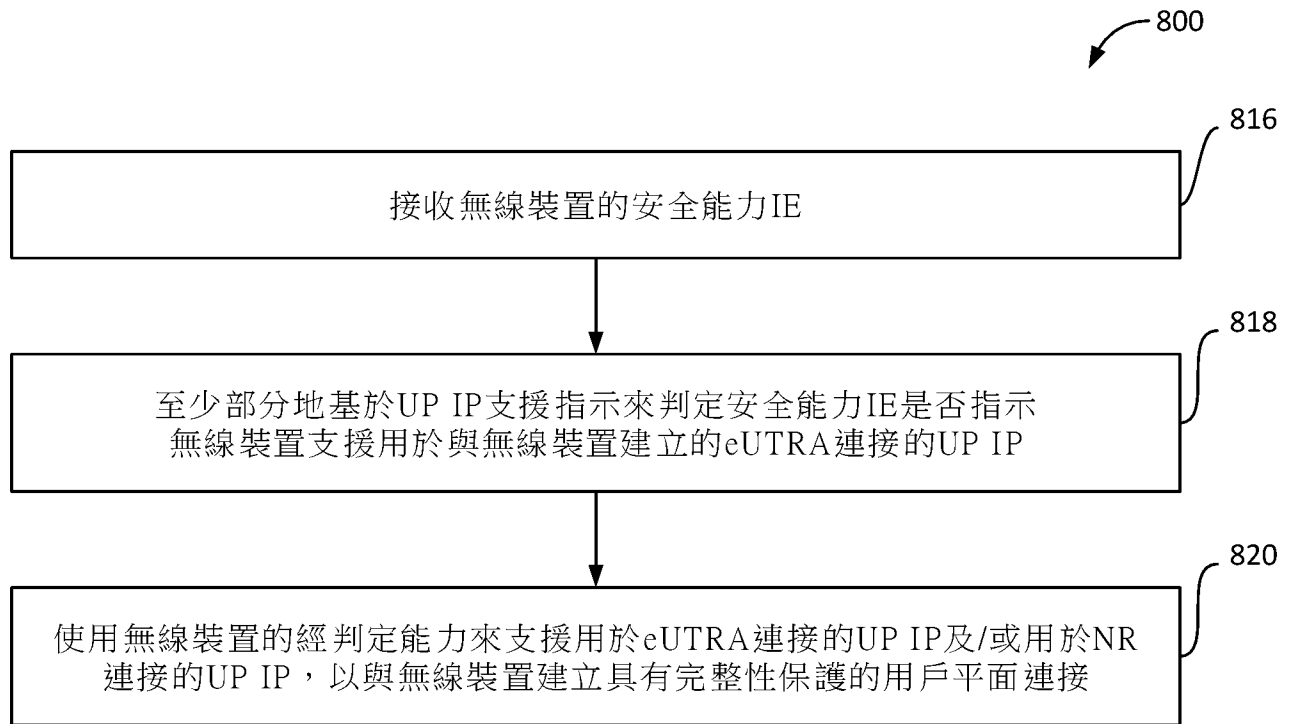 800
816
接收無線裝置的安全能力IE
818
至少部分地基於UP IP支援指示來判定安全能力IE是否指示
無線裝置支援用於與無線裝置建立的eUTRA連接的UP IP
820
使用無線裝置的經判定能力來支援用於eUTRA連接的UP IP及/或用於NR
連接的UP IP，以與無線裝置建立具有完整性保護的用戶平面連接